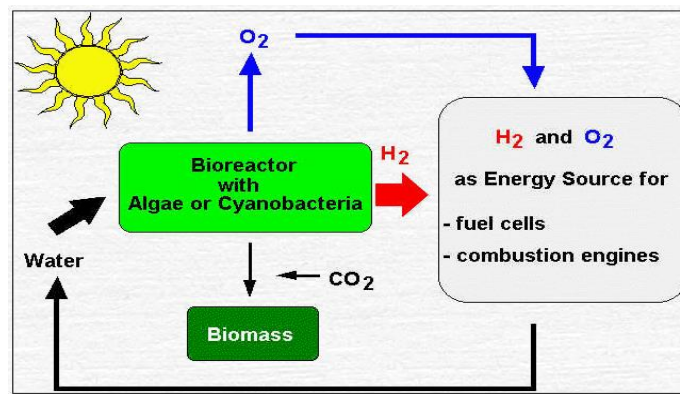 O2
H2
Bioreactor
with
Algae or Cyanobacteria
H2 and O2
as Energy Source for
- fuel cells
- combustion engines
Water
CO2
Biomass